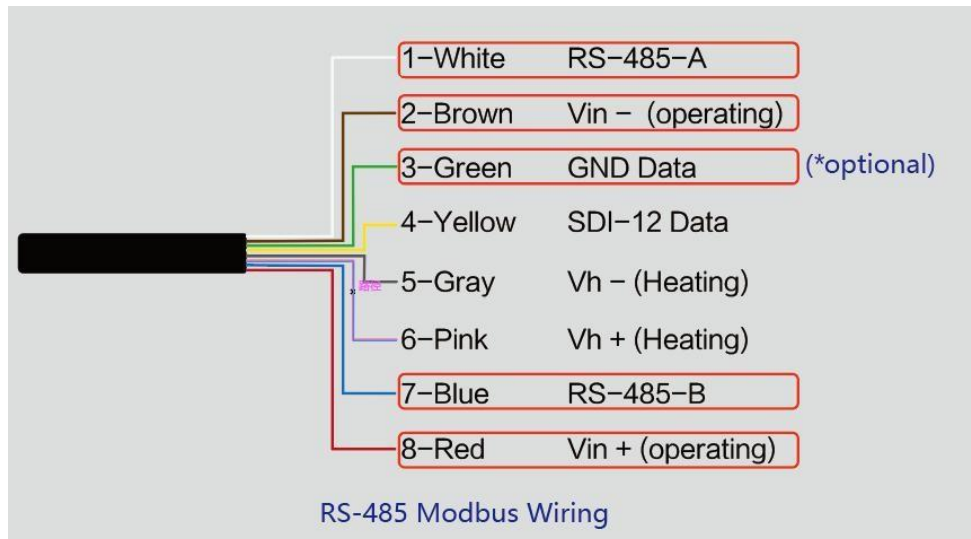 1-White RS-485-A
2-Brown Vin - (operating)
3-Green GND Data (*optional)
4-Yellow SDI-12 Data
5-Gray Vh - (Heating)
路径
6-Pink Vh + (Heating)
7-Blue RS-485-B
8-Red Vin + (operating)
RS-485 Modbus Wiring